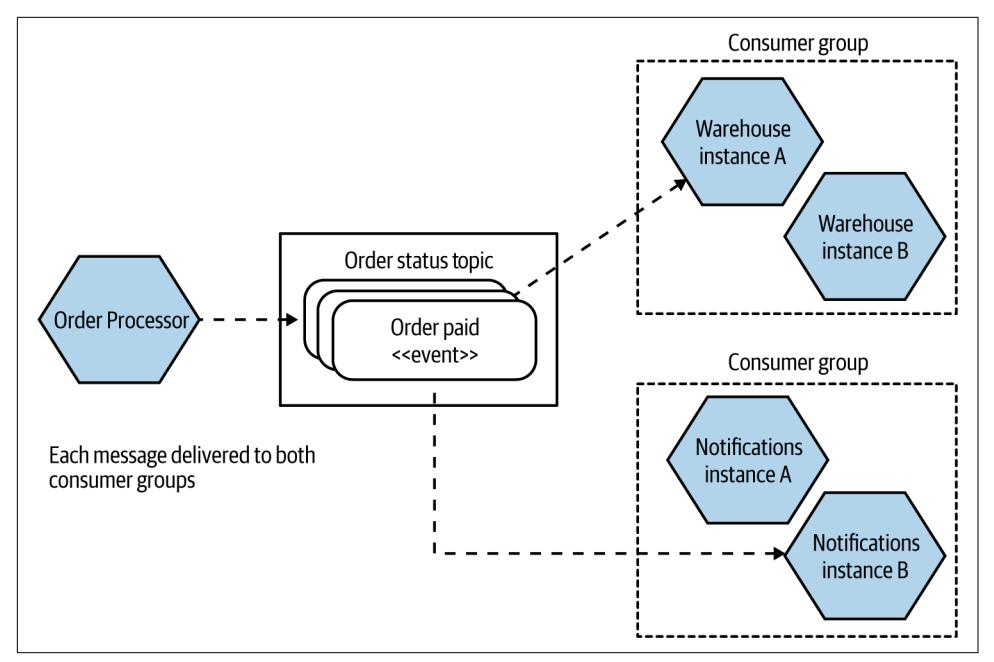 Consumer group
Warehouse
instance A
Warehouse
instance B
Order status topic
Order Processor
Order paid
<<event>>
Consumer group
Each message delivered to both
consumer groups
Notifications
instance A
Notifications
instance B